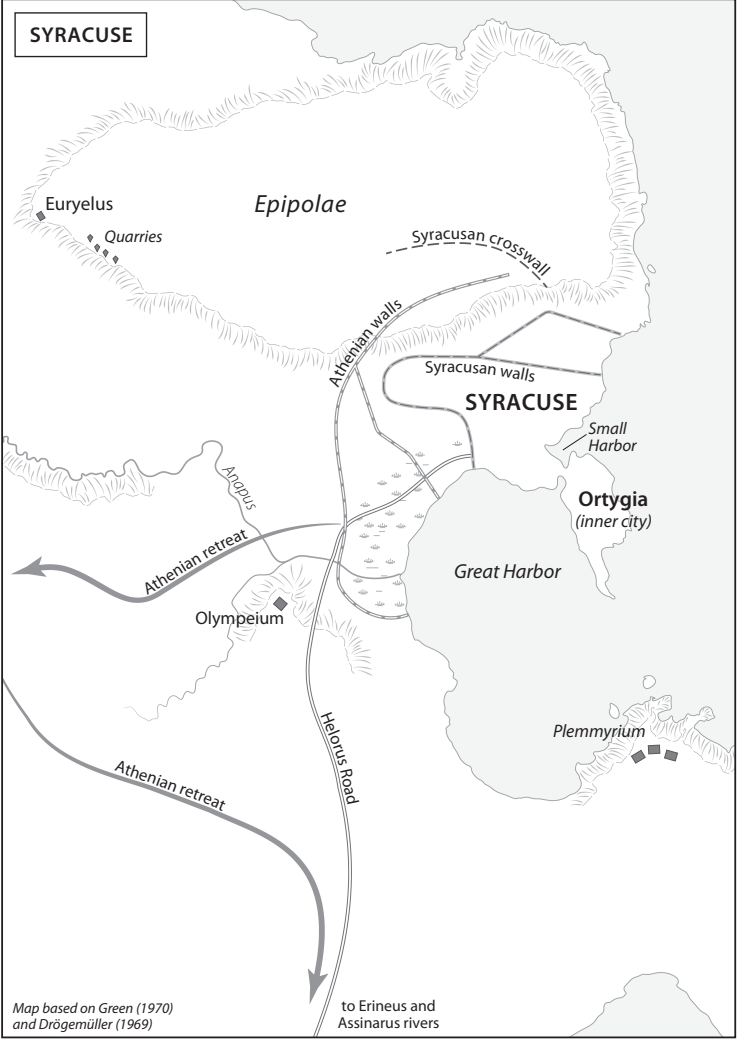 SYRACUSE
Euryelus
Epipolae
Quarries
Syracusan crosswall
Athenian walls
Syracusan walls
SYRACUSE
Small
Harbor
Anapus
Ortygia
(inner city)
Athenian retreat
Great Harbor
Olympeium
Helorus Road
Plemmyrium
Athenian retreat
Map based on Green (1970)
and Drögemüller (1969)
to Erineus and
Assinarus rivers